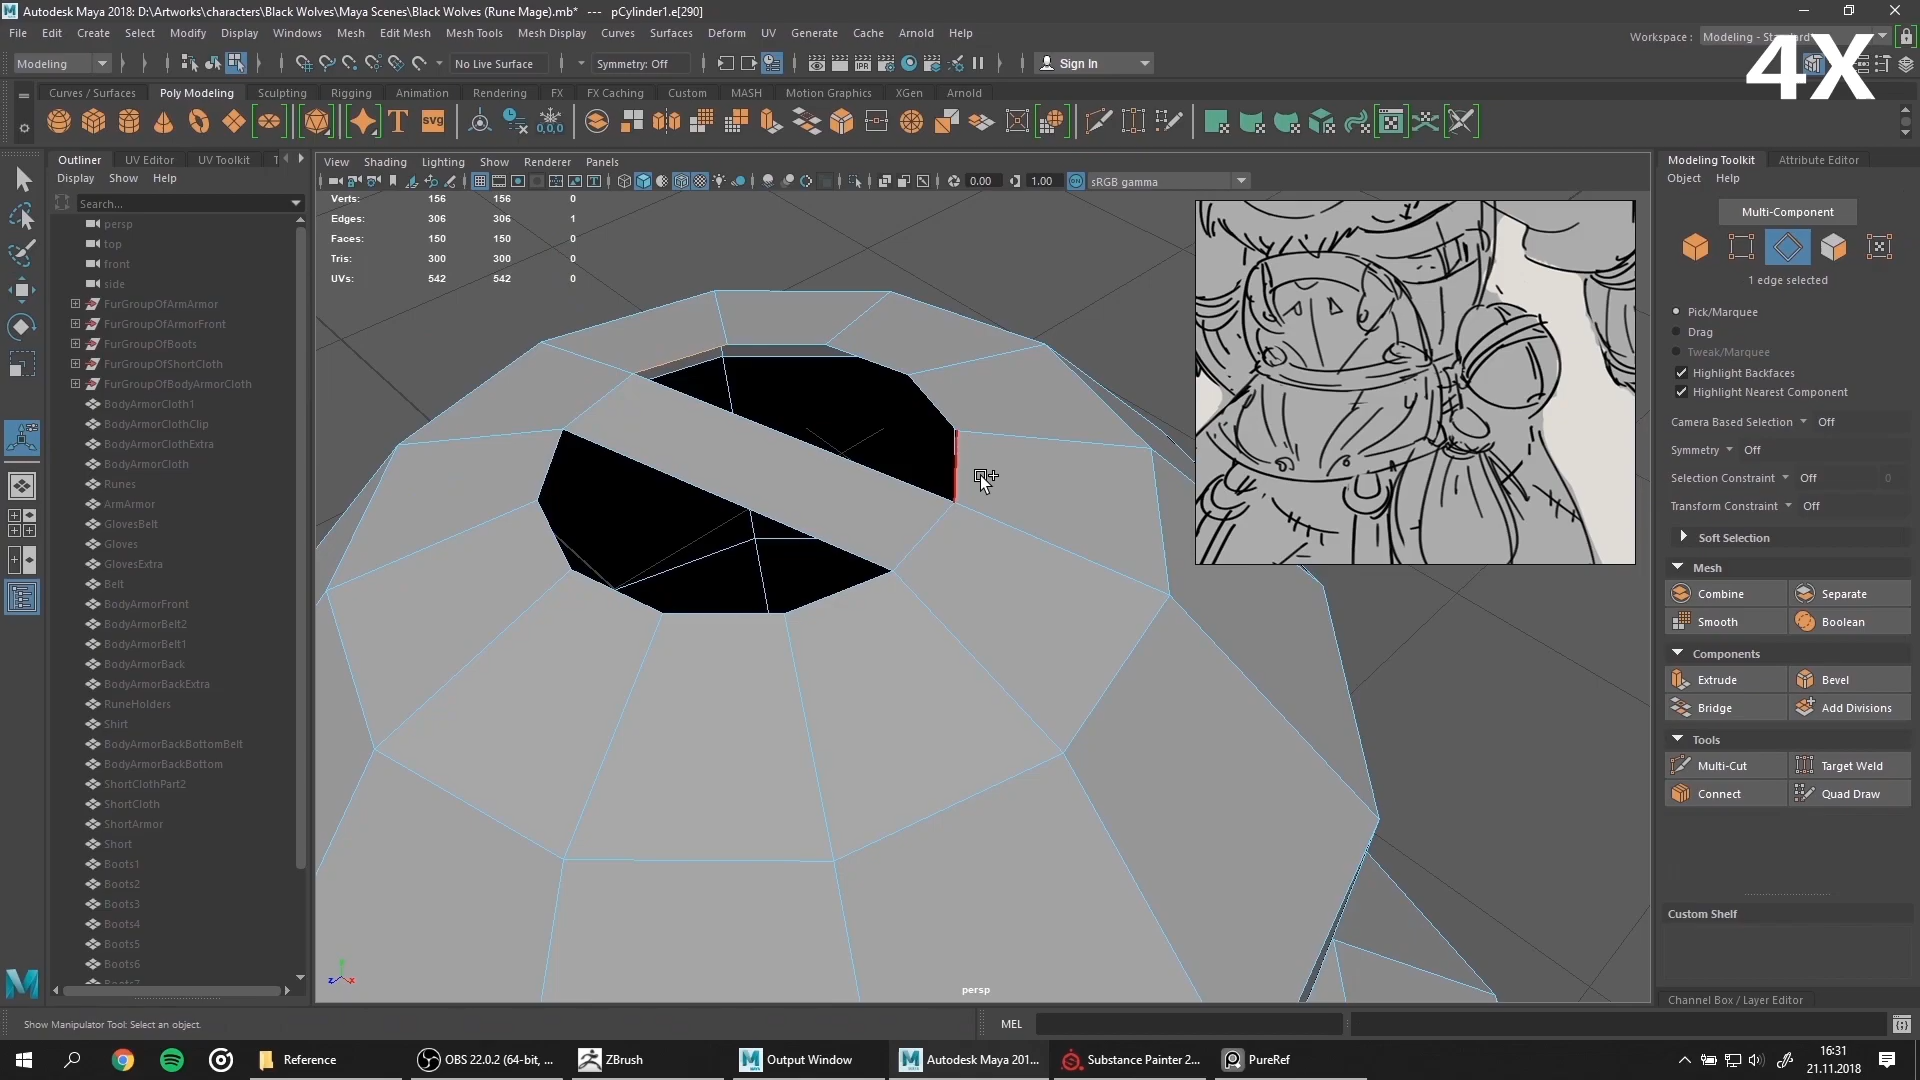 Autodesk Maya 2018: D:\Artworks\characters\Black Wolves\Maya Scenes\Black Wolves (Rune Mage).mb* --- pCylinder1.e[290]
File Edit Create Select Modify Display Windows Mesh Edit Mesh Mesh Tools Mesh Display Curves Surfaces Deform UV Generate Cache Arnold Help
Workspace : Modeling - Standard
4X
Modeling No Live Surface Symmetry: Off Sign In
Curves / Surfaces Poly Modeling Sculpting Rigging Animation Rendering FX FX Caching Custom MASH Motion Graphics XGen Arnold
Outliner UV Editor UV Toolkit
Display Show Help
Search...
persp
top
front
side
FurGroupOfArmArmor
FurGroupOfArmorFront
FurGroupOfBoots
FurGroupOfShortCloth
FurGroupOfBodyArmorCloth
BodyArmorCloth1
BodyArmorClothClip
BodyArmorClothExtra
BodyArmorCloth
Runes
ArmArmor
GlovesBelt
Gloves
GlovesExtra
Belt
BodyArmorFront
BodyArmorBelt2
BodyArmorBelt1
BodyArmorBack
BodyArmorBackExtra
RuneHolders
Shirt
BodyArmorBackBottomBelt
BodyArmorBackBottom
ShortClothPart2
ShortCloth
ShortArmor
Short
Boots1
Boots2
Boots3
Boots4
Boots5
Boots6
View Shading Lighting Show Renderer Panels
0.00 1.00 sRGB gamma
Verts: 156 156 0
Edges: 306 306 1
Faces: 150 150 0
Tris: 300 300 0
UVs: 542 542 0
persp
Modeling Toolkit Attribute Editor
Object Help
Multi-Component
1 edge selected
Pick/Marquee
Drag
Tweak/Marquee
Highlight Backfaces
Highlight Nearest Component
Camera Based Selection Off
Symmetry Off
Selection Constraint Off 0
Transform Constraint Off
Soft Selection
Mesh
Combine Separate
Smooth Boolean
Components
Extrude Bevel
Bridge Add Divisions
Tools
Multi-Cut Target Weld
Connect Quad Draw
Custom Shelf
Channel Box / Layer Editor
Show Manipulator Tool: Select an object.
MEL
Reference OBS 22.0.2 (64-bit, ... ZBrush Output Window Autodesk Maya 201... Substance Painter 2... PureRef
16:31
21.11.2018